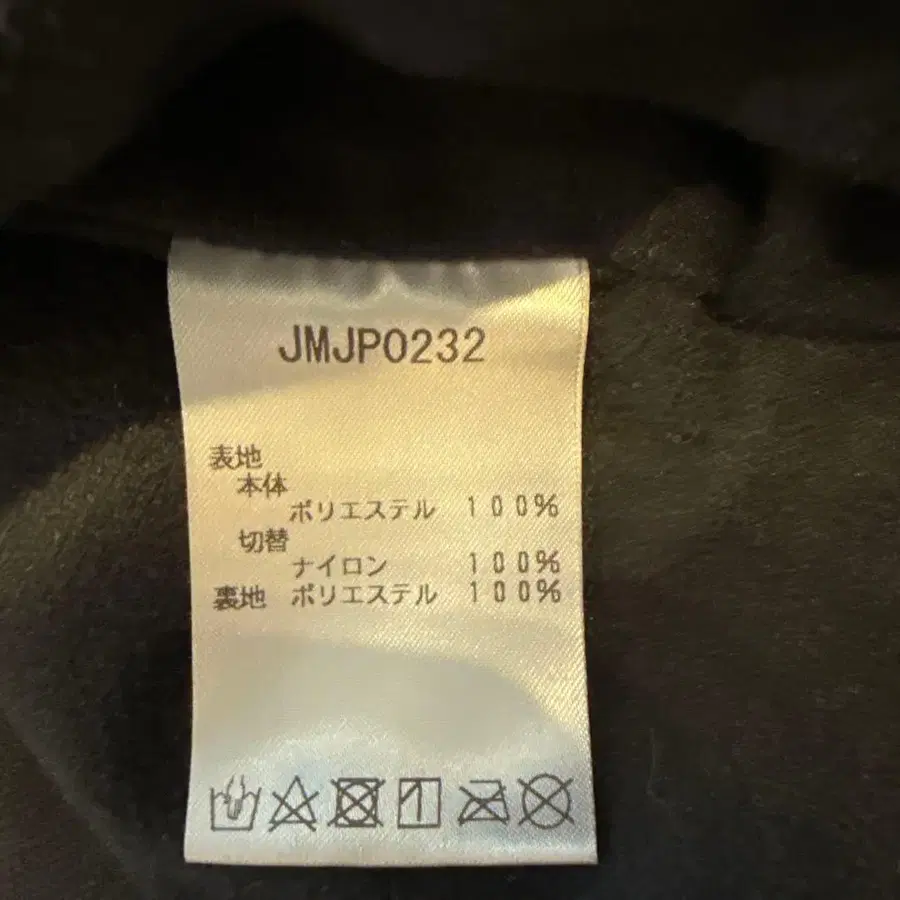 JMJP0232
表地
本体
ポリエステル 100%
切替
ナイロン 100%
裏地 ポリエステル 100%